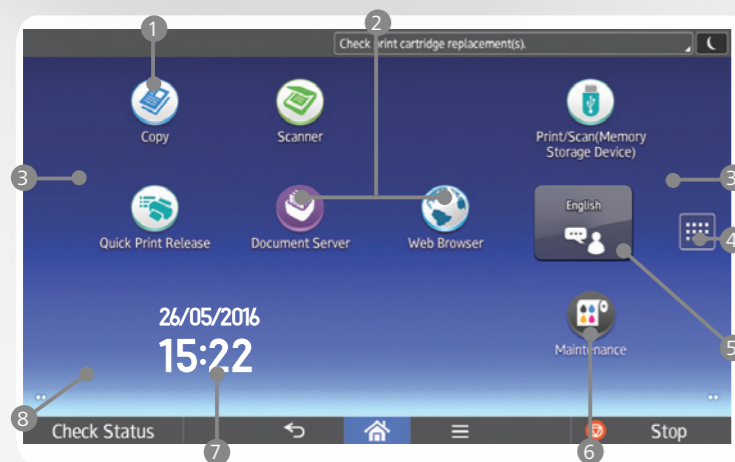 1
2
Check print cartridge replacement(s).
Copy
Scanner
Print/Scan(Memory
Storage Device)
3
3
Quick Print Release
Document Server
Web Browser
English
4
26/05/2016
15:22
Maintenance
5
8
Check Status
7
6
Stop